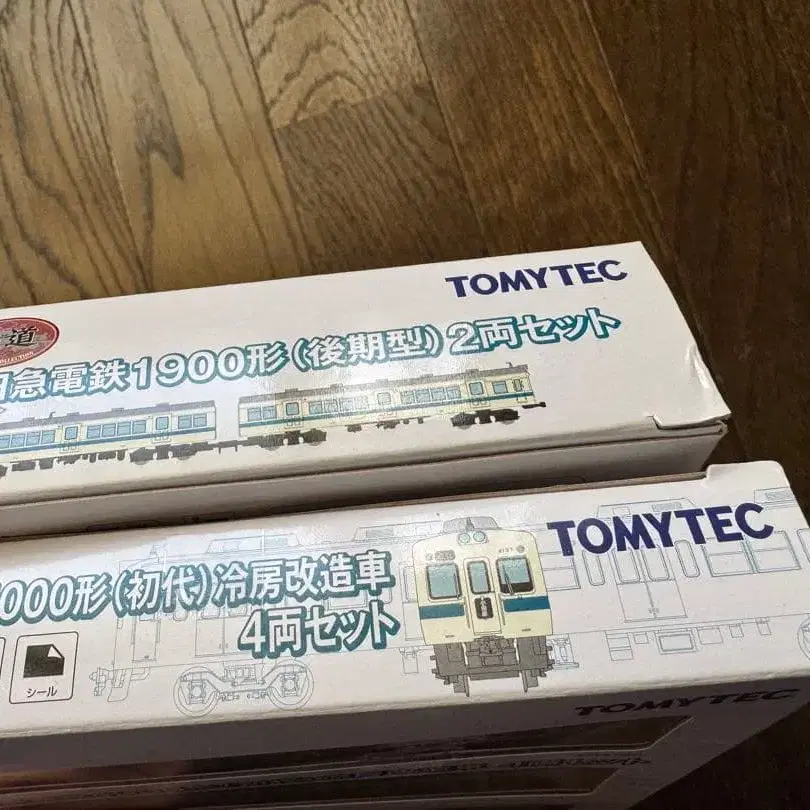 TOMYTEC
道
COLLECTION
急電鉄1900形(後期型)2両セット
TOMYTEC
000形(初代)冷房改造車
4両セット
シール
TOMYTEC